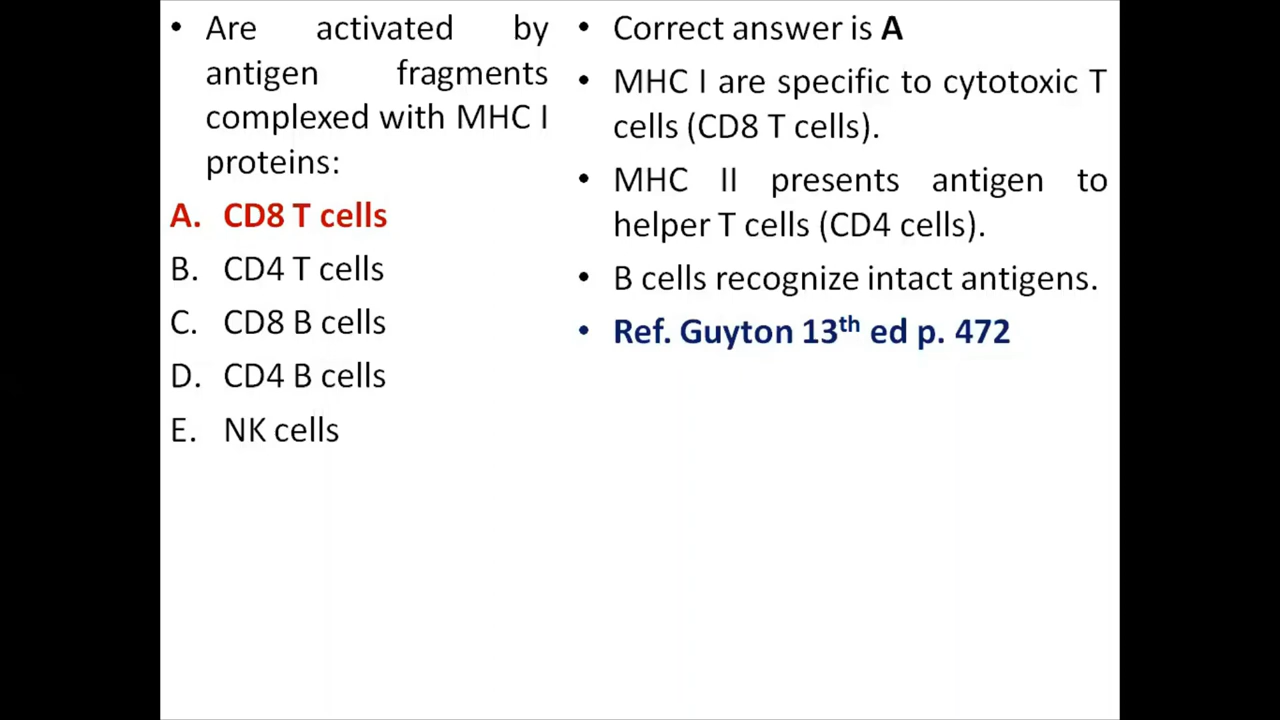 • Are activated by
antigen fragments
complexed with MHC I
proteins:
A. CD8 T cells
B. CD4 T cells
C. CD8 B cells
D. CD4 B cells
E. NK cells
• Correct answer is A
• MHC I are specific to cytotoxic T
cells (CD8 T cells).
• MHC II presents antigen to
helper T cells (CD4 cells).
• B cells recognize intact antigens.
• Ref. Guyton 13th ed p. 472